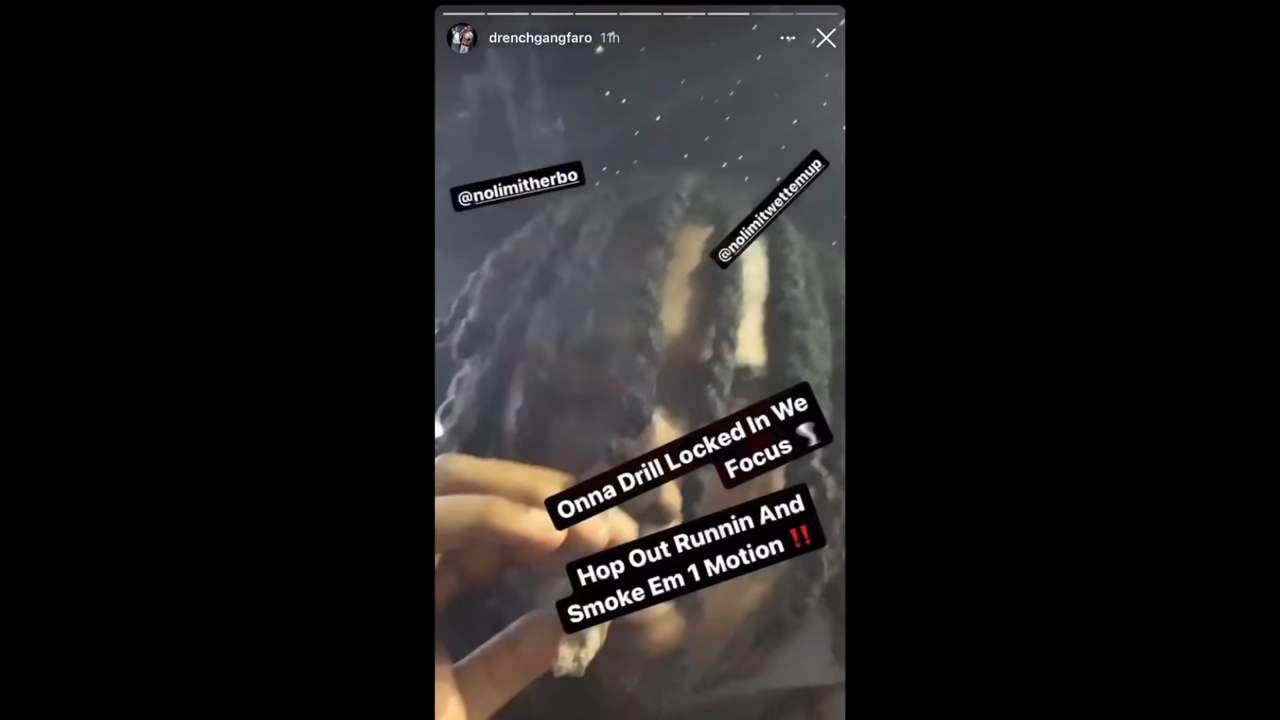 drenchgangfaro 11h
@nolimitherbo
@nolimitwettemup
Onna Drill Locked In We
Focus
Hop Out Runnin And
Smoke Em 1 Motion ‼️